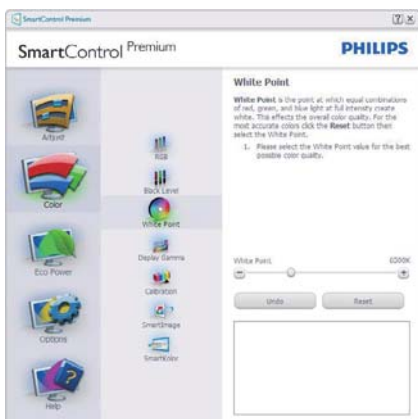 SmartControl Premium
SmartControl Premium
PHILIPS
Adjust
Color
Eco Power
Options
Help
RGB
Black Level
White Point
Display Gamma
Calibration
SmartImage
SmartKolor
White Point
White Point is the point at which equal combinations
of red, green, and blue light at full intensity create
white. This effects the overall color quality. For the
most accurate colors click the Reset button then
select the White Point.
1. Please select the White Point value for the best
possible color quality.
White Point
6000K
Undo
Reset